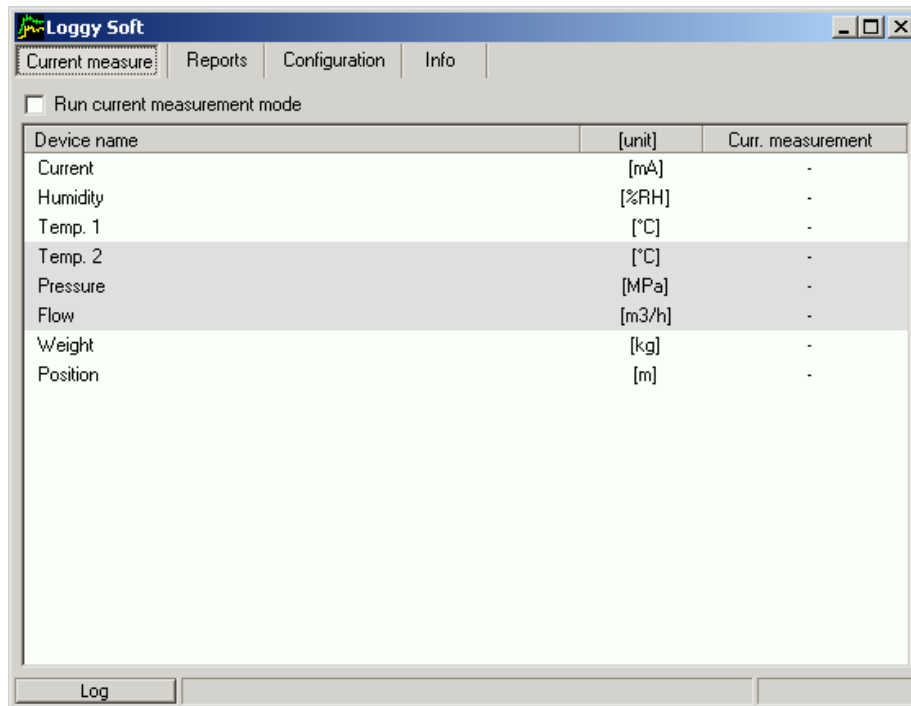 Loggy Soft
Current measure Reports Configuration Info
Run current measurement mode
Device name [unit] Curr. measurement
Current [mA] -
Humidity [%RH] -
Temp. 1 [°C] -
Temp. 2 [°C] -
Pressure [MPa] -
Flow [m3/h] -
Weight [kg] -
Position [m] -
Log